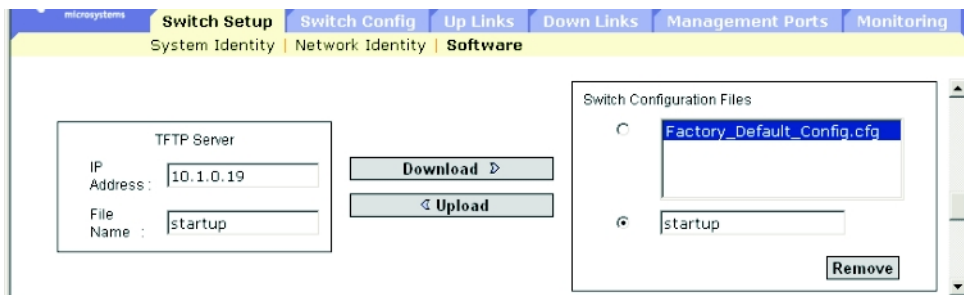 microsystems
Switch Setup Switch Config Up Links Down Links Management Ports Monitoring
System Identity | Network Identity | Software
Switch Configuration Files
Factory_Default_Config.cfg
TFTP Server
IP Address : 10.1.0.19
Download
Upload
File Name : startup
startup
Remove